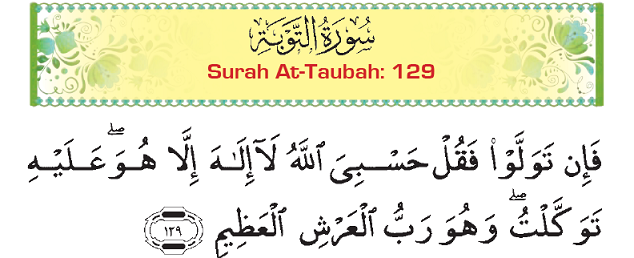 سُورَةُ التَّوْبَةِ
Surah At-Taubah: 129
فَإِن تَوَلَّوْا۟ فَقُلْ حَسْبِىَ ٱللَّهُ لَآ إِلَـٰهَ إِلَّا هُوَ ۖ عَلَيْهِ
تَوَكَّلْتُ ۖ وَهُوَ رَبُّ ٱلْعَرْشِ ٱلْعَظِيمِ ١٢٩